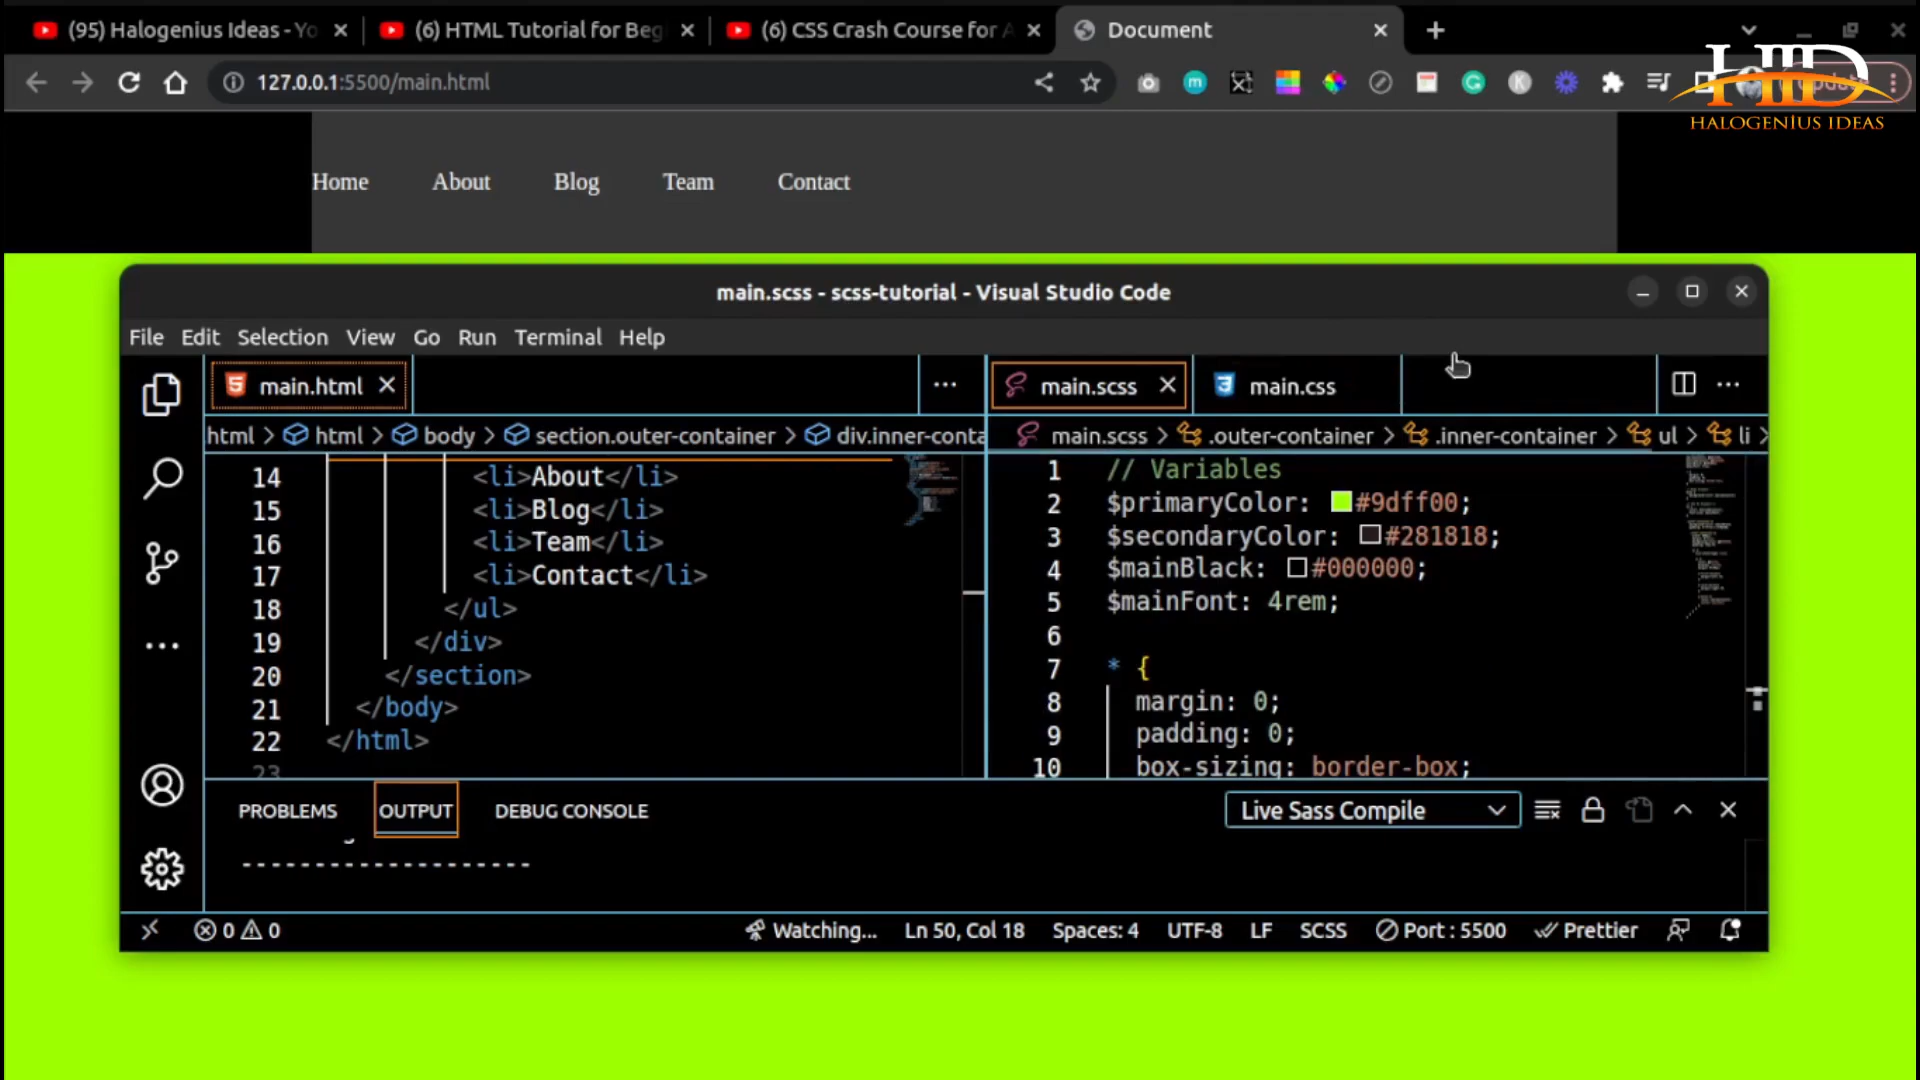 (95) Halogenius Ideas - Yo
(6) HTML Tutorial for Beg
(6) CSS Crash Course for A
Document
127.0.0.1:5500/main.html
HID
HALOGENIUS IDEAS
Home About Blog Team Contact
main.scss - scss-tutorial - Visual Studio Code
File Edit Selection View Go Run Terminal Help
main.html
main.scss
main.css
html > html > body > section.outer-container > div.inner-conta
main.scss > .outer-container > .inner-container > ul > li >
14 <li>About</li>
15 <li>Blog</li>
16 <li>Team</li>
17 <li>Contact</li>
18 </ul>
19 </div>
20 </section>
21 </body>
22 </html>
23
1 // Variables
2 $primaryColor: #9dff00;
3 $secondaryColor: #281818;
4 $mainBlack: #000000;
5 $mainFont: 4rem;
6
7 * {
8 margin: 0;
9 padding: 0;
10 box-sizing: border-box;
PROBLEMS OUTPUT DEBUG CONSOLE
Live Sass Compile
--------------------
0 0
Watching... Ln 50, Col 18 Spaces: 4 UTF-8 LF SCSS Port : 5500 Prettier